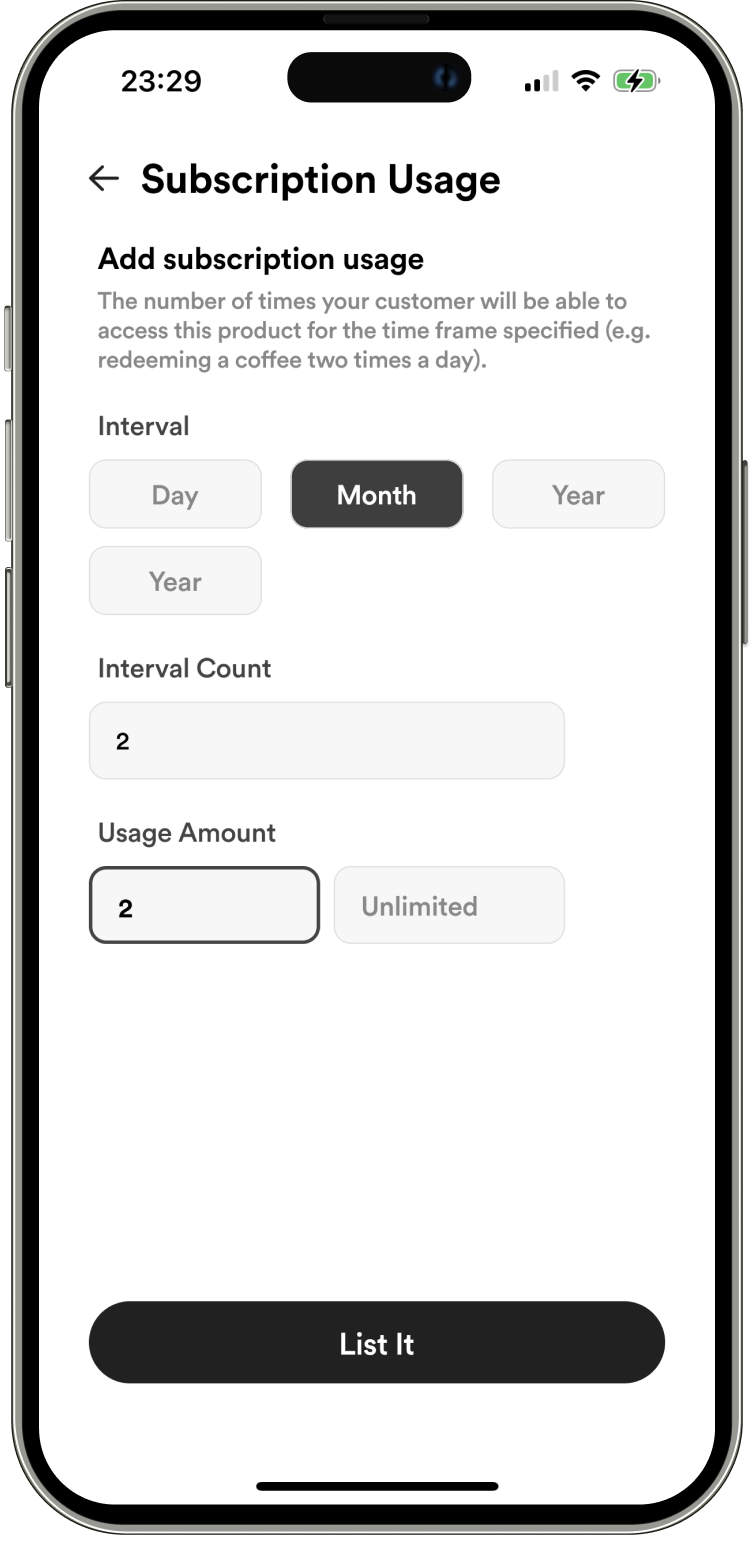 23:29
Subscription Usage
Add subscription usage
The number of times your customer will be able to
access this product for the time frame specified (e.g.
redeeming a coffee two times a day).
Interval
Day Month Year
Year
Interval Count
2
Usage Amount
2 Unlimited
List It